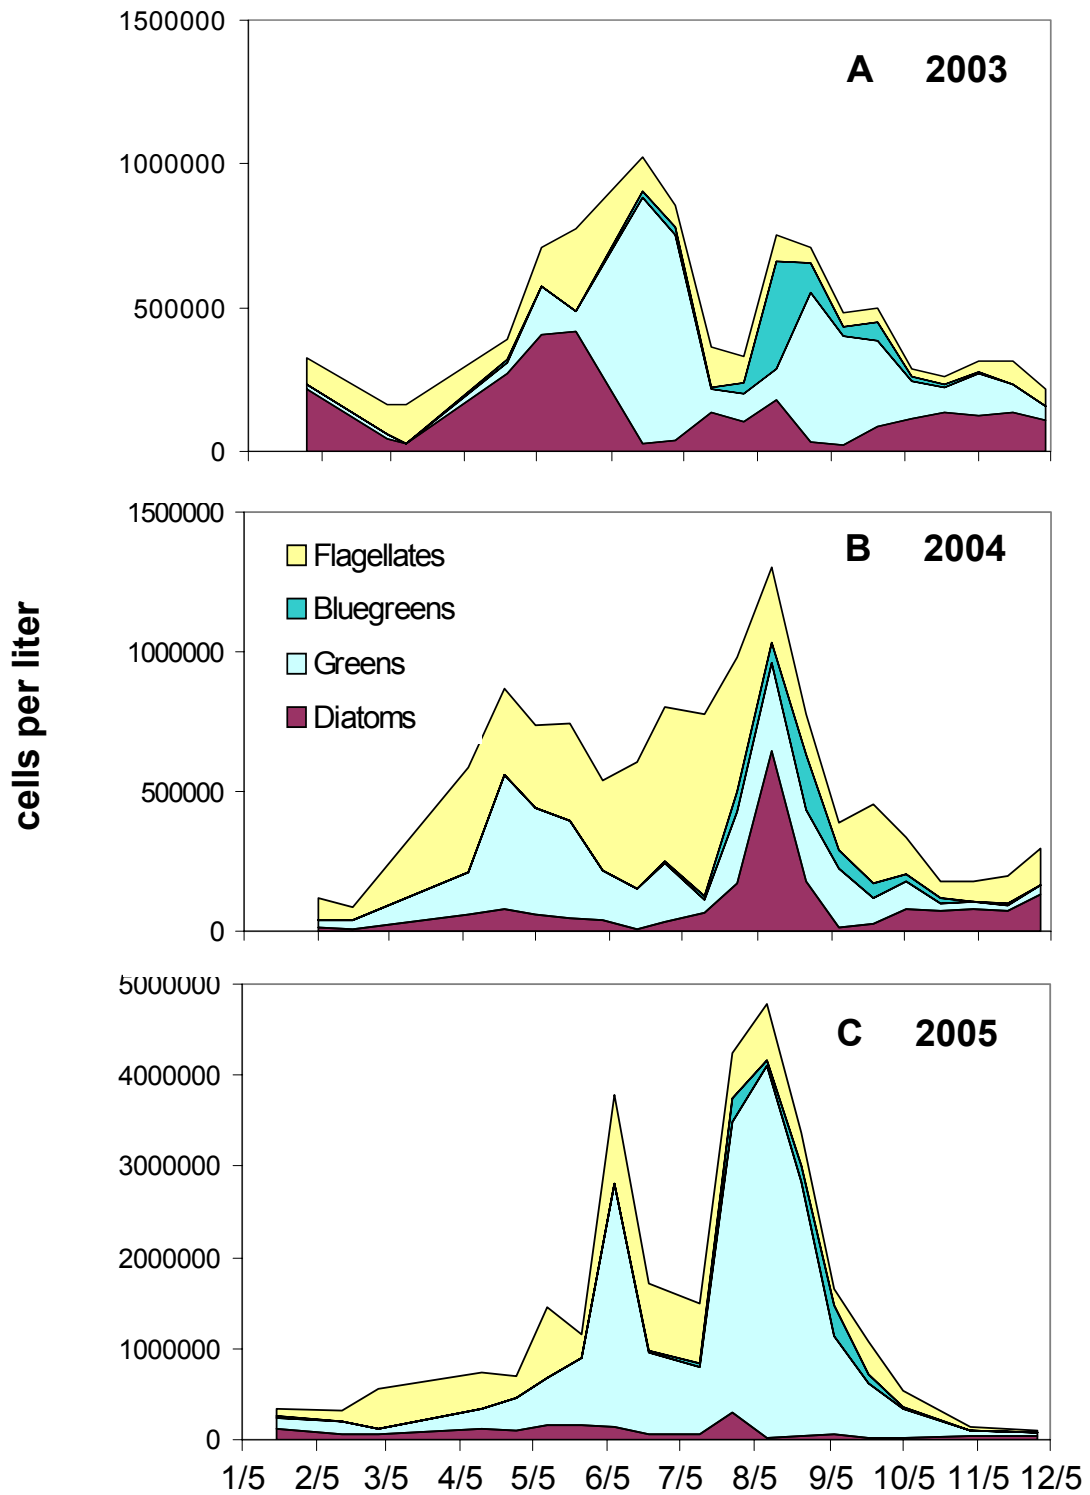 1500000
A 2003
1000000
500000
0
cells per liter
1500000
B 2004
Flagellates
Bluegreens
1000000
Greens
Diatoms
500000
0
5000000
C 2005
4000000
3000000
2000000
1000000
0
1/5 2/5 3/5 4/5 5/5 6/5 7/5 8/5 9/5 10/5 11/5 12/5